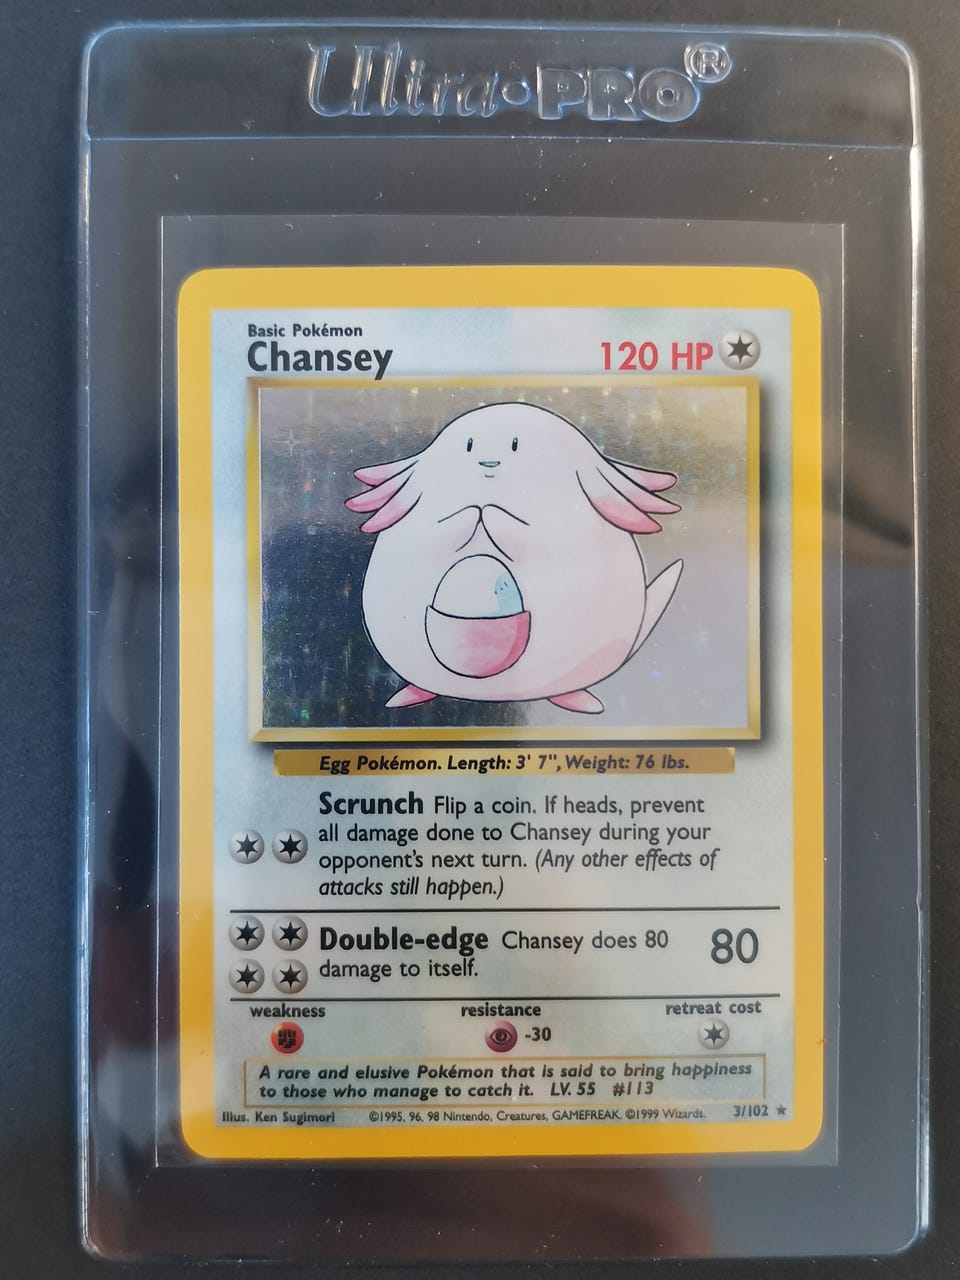 Ultra·PRO®
Basic Pokémon
Chansey 120 HP
Egg Pokémon. Length: 3' 7", Weight: 76 lbs.
Scrunch Flip a coin. If heads, prevent
all damage done to Chansey during your
opponent's next turn. (Any other effects of
attacks still happen.)
Double-edge Chansey does 80
damage to itself.
80
weakness resistance retreat cost
-30
A rare and elusive Pokémon that is said to bring happiness
to those who manage to catch it. LV. 55 #113
Illus. Ken Sugimori ©1995, 96, 98 Nintendo, Creatures, GAMEFREAK. ©1999 Wizards. 3/102 ★